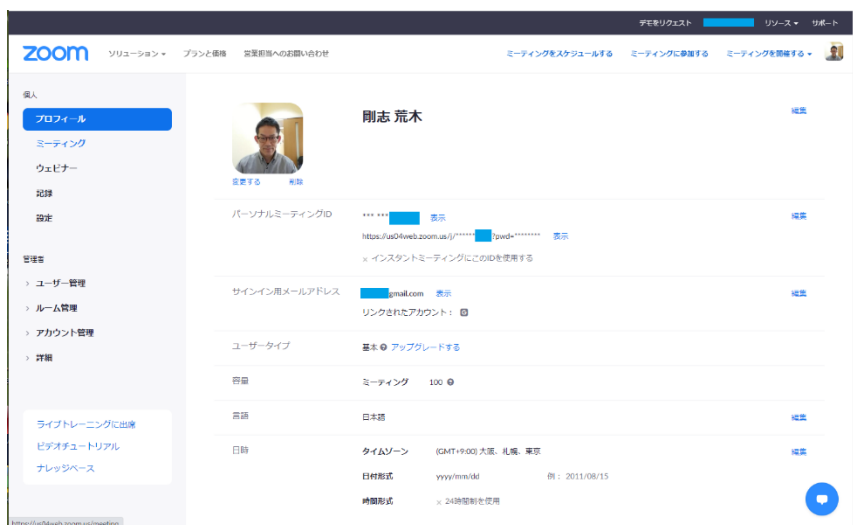 デモをリクエスト リソース サポート
zoom ソリューション プランと価格 営業担当へのお問い合わせ ミーティングをスケジュールする ミーティングに参加する ミーティングを開催する
個人
プロフィール
ミーティング
ウェビナー
記録
設定
管理者
ユーザー管理
ルーム管理
アカウント管理
詳細
ライブトレーニングに出席
ビデオチュートリアル
ナレッジベース
剛志 荒木 編集
変更する 削除
パーソナルミーティングID *** *** 表示 編集
https://us04web.zoom.us/j/****** ?pwd=******** 表示
× インスタントミーティングにこのIDを使用する
サインイン用メールアドレス gmail.com 表示 編集
リンクされたアカウント：
ユーザータイプ 基本 アップグレードする
容量 ミーティング 100
言語 日本語 編集
日時 タイムゾーン (GMT+9:00) 大阪、札幌、東京 編集
日付形式 yyyy/mm/dd 例： 2011/08/15
時間形式 × 24時間制を使用
https://us04web.zoom.us/meeting